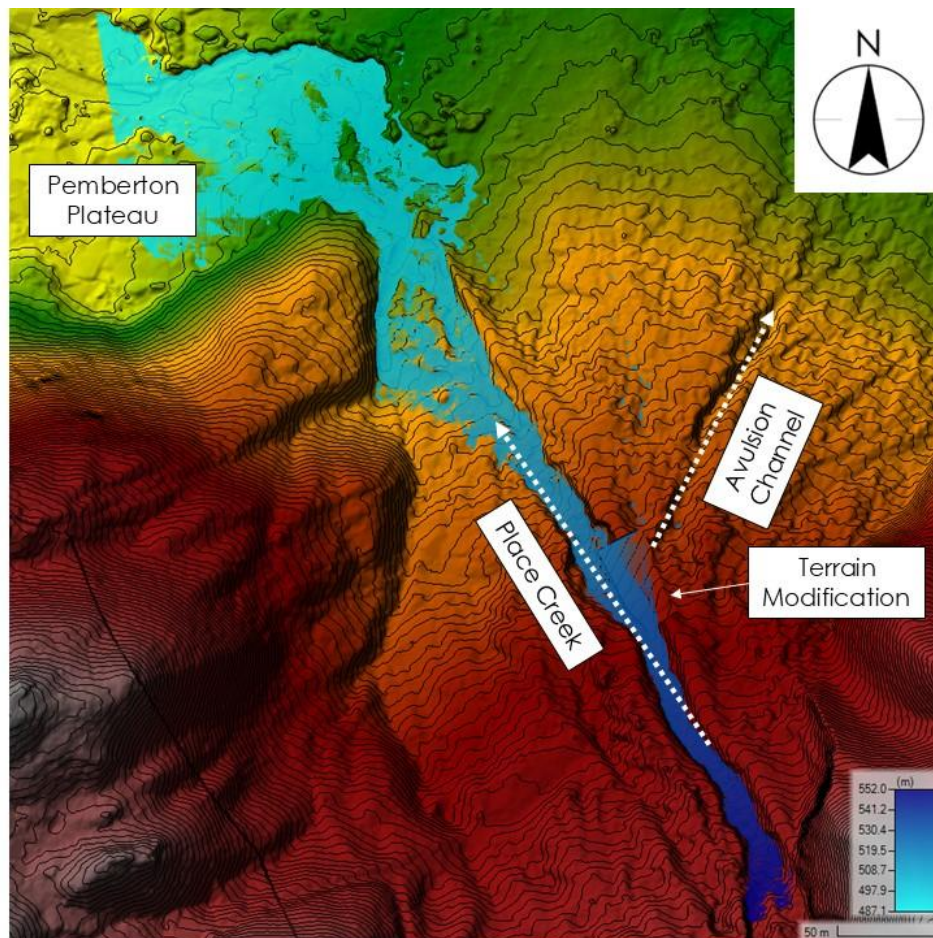 N
Pemberton
Plateau
Avulsion
Channel
Place Creek
Terrain
Modification
(m)
552.0
541.2
530.4
519.5
508.7
497.9
487.1
50 m